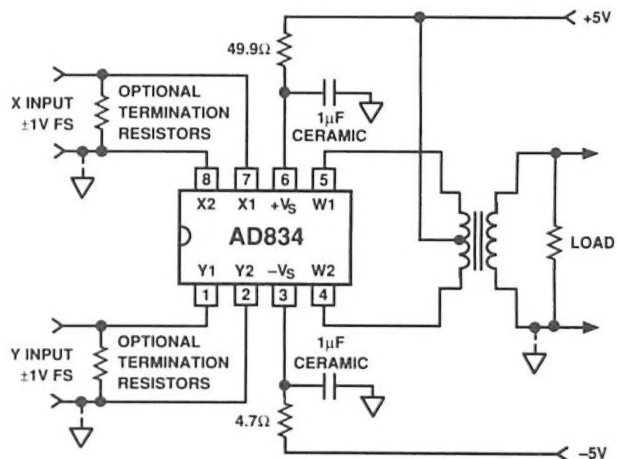 +5V
49.9Ω
1μF
CERAMIC
X INPUT
±1V FS
OPTIONAL
TERMINATION
RESISTORS
8 7 6 5
X2 X1 +VS W1
AD834
Y1 Y2 −VS W2
1 2 3 4
LOAD
Y INPUT
±1V FS
OPTIONAL
TERMINATION
RESISTORS
1μF
CERAMIC
4.7Ω
−5V